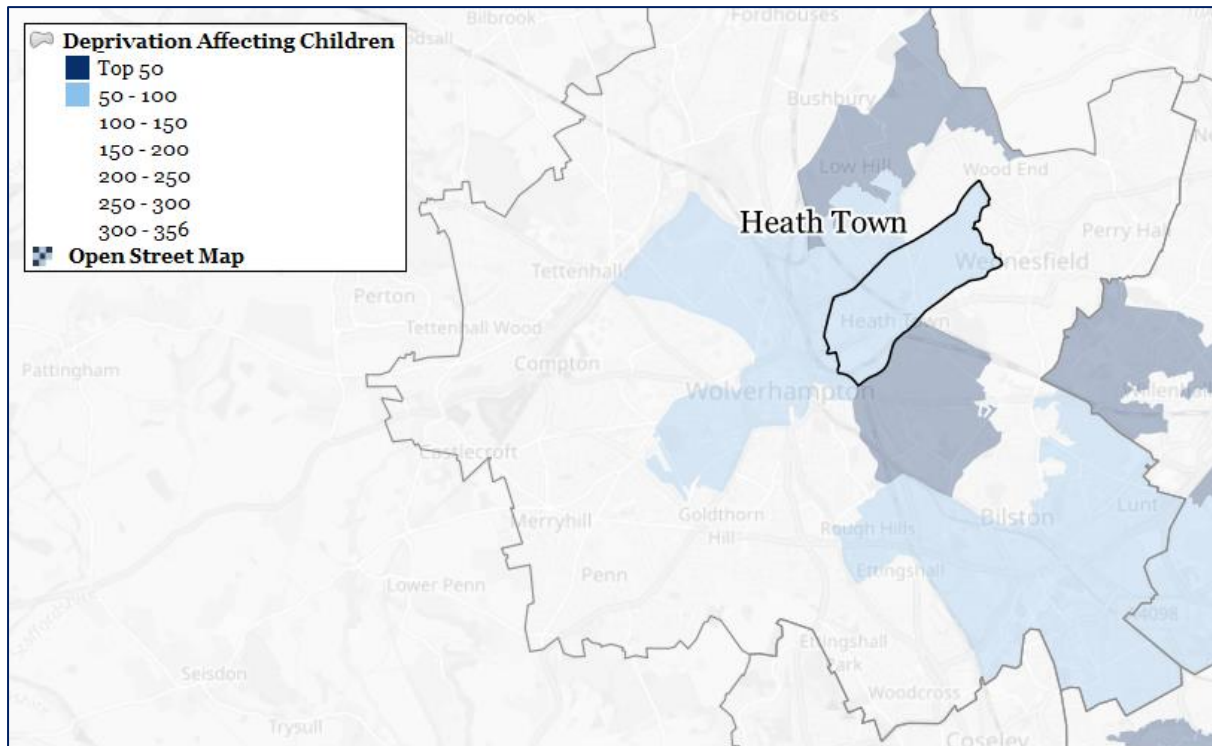 Deprivation Affecting Children
Top 50
50 - 100
100 - 150
150 - 200
200 - 250
250 - 300
300 - 356
Open Street Map
Bilbrook
Fordhouses
Bushbury
Low Hill
Wood End
Heath Town
Perry Hall
Wednesfield
Tettenhall
Perton
Heath Town
Tettenhall Wood
Compton
Pattingham
Wolverhampton
Castlecroft
Merryhill
Goldthorn
Hill
Rough Hills
Bilston
Lunt
Penn
Ettingshall
Lower Penn
Ettingshall
Park
Seisdon
Woodcross
Trysull
Coseley